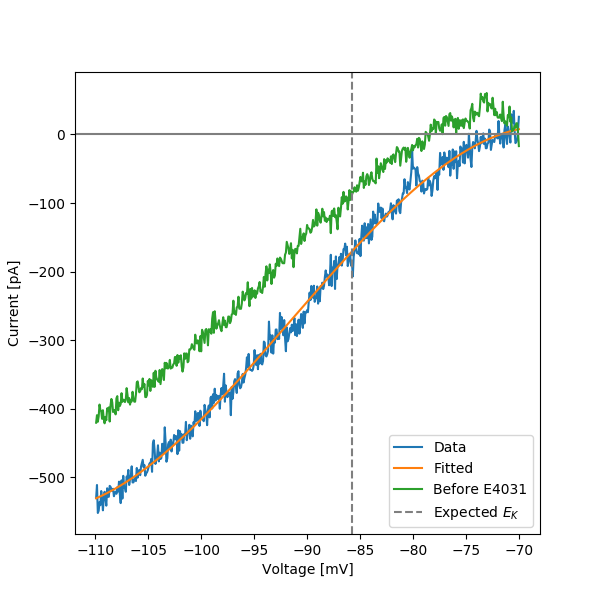 0
−100
−200
−300
−400
−500
Current [pA]
−110
−105
−100
−95
−90
−85
−80
−75
−70
Voltage [mV]
Data
Fitted
Before E4031
Expected E_K